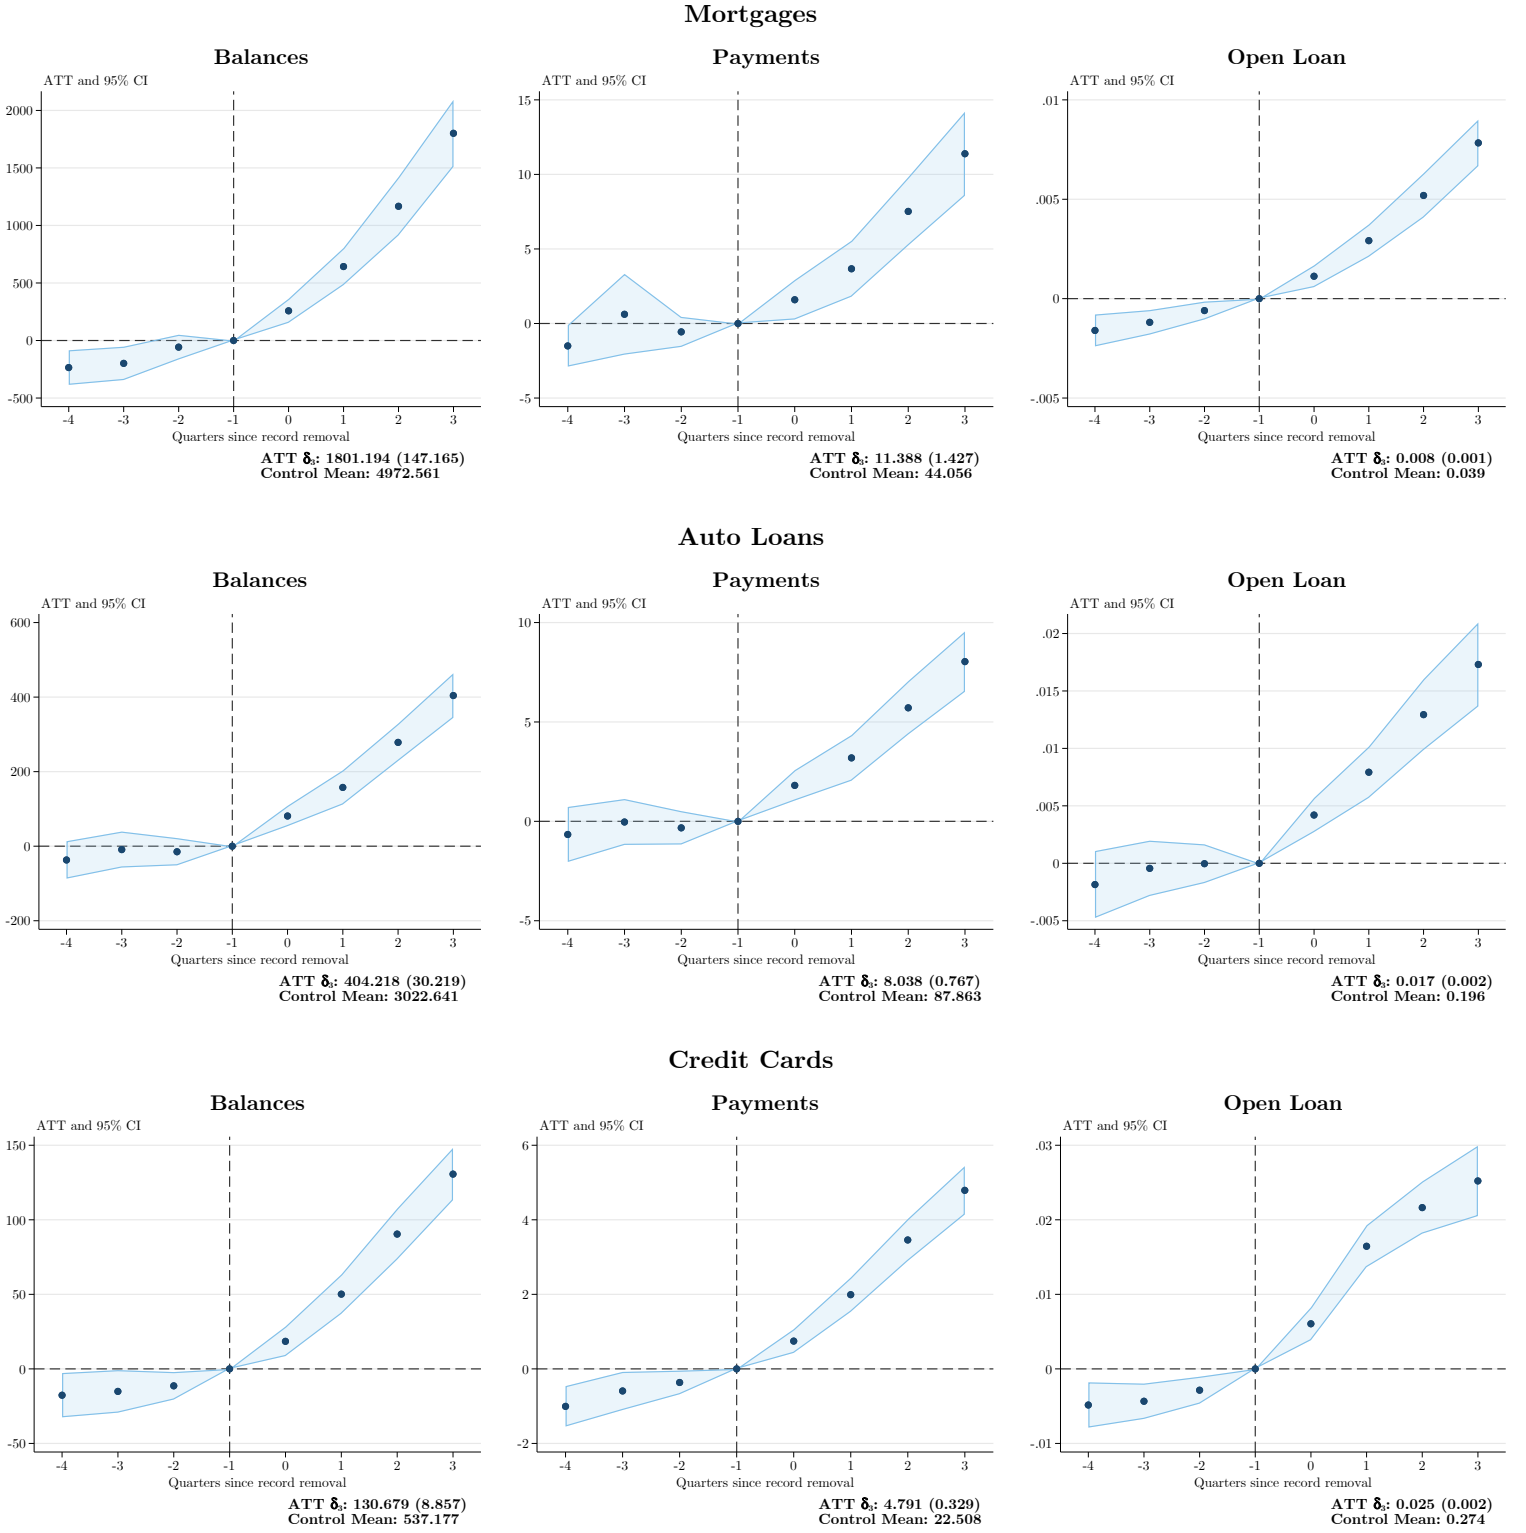 Mortgages
Balances
ATT and 95% CI
2000
1500
1000
500
0
-500
-4 -3 -2 -1 0 1 2 3
Quarters since record removal
ATT δ₃: 1801.194 (147.165)
Control Mean: 4972.561
Payments
ATT and 95% CI
15
10
5
0
-5
-4 -3 -2 -1 0 1 2 3
Quarters since record removal
ATT δ₃: 11.388 (1.427)
Control Mean: 44.056
Open Loan
ATT and 95% CI
.01
.005
0
-.005
-4 -3 -2 -1 0 1 2 3
Quarters since record removal
ATT δ₃: 0.008 (0.001)
Control Mean: 0.039
Auto Loans
Balances
ATT and 95% CI
600
400
200
0
-200
-4 -3 -2 -1 0 1 2 3
Quarters since record removal
ATT δ₃: 404.218 (30.219)
Control Mean: 3022.641
Payments
ATT and 95% CI
10
5
0
-5
-4 -3 -2 -1 0 1 2 3
Quarters since record removal
ATT δ₃: 8.038 (0.767)
Control Mean: 87.863
Open Loan
ATT and 95% CI
.02
.015
.01
.005
0
-.005
-4 -3 -2 -1 0 1 2 3
Quarters since record removal
ATT δ₃: 0.017 (0.002)
Control Mean: 0.196
Credit Cards
Balances
ATT and 95% CI
150
100
50
0
-50
-4 -3 -2 -1 0 1 2 3
Quarters since record removal
ATT δ₃: 130.679 (8.857)
Control Mean: 537.177
Payments
ATT and 95% CI
6
4
2
0
-2
-4 -3 -2 -1 0 1 2 3
Quarters since record removal
ATT δ₃: 4.791 (0.329)
Control Mean: 22.508
Open Loan
ATT and 95% CI
.03
.02
.01
0
-.01
-4 -3 -2 -1 0 1 2 3
Quarters since record removal
ATT δ₃: 0.025 (0.002)
Control Mean: 0.274